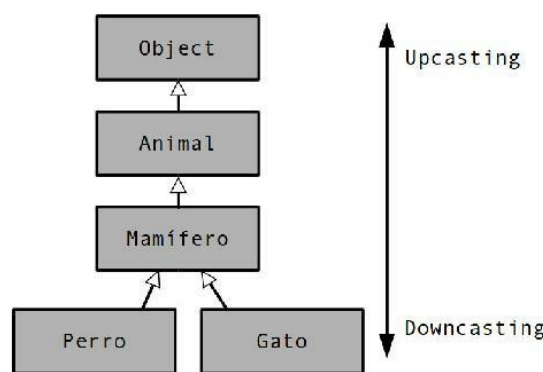 Object
Upcasting
Animal
Mamífero
Downcasting
Perro
Gato